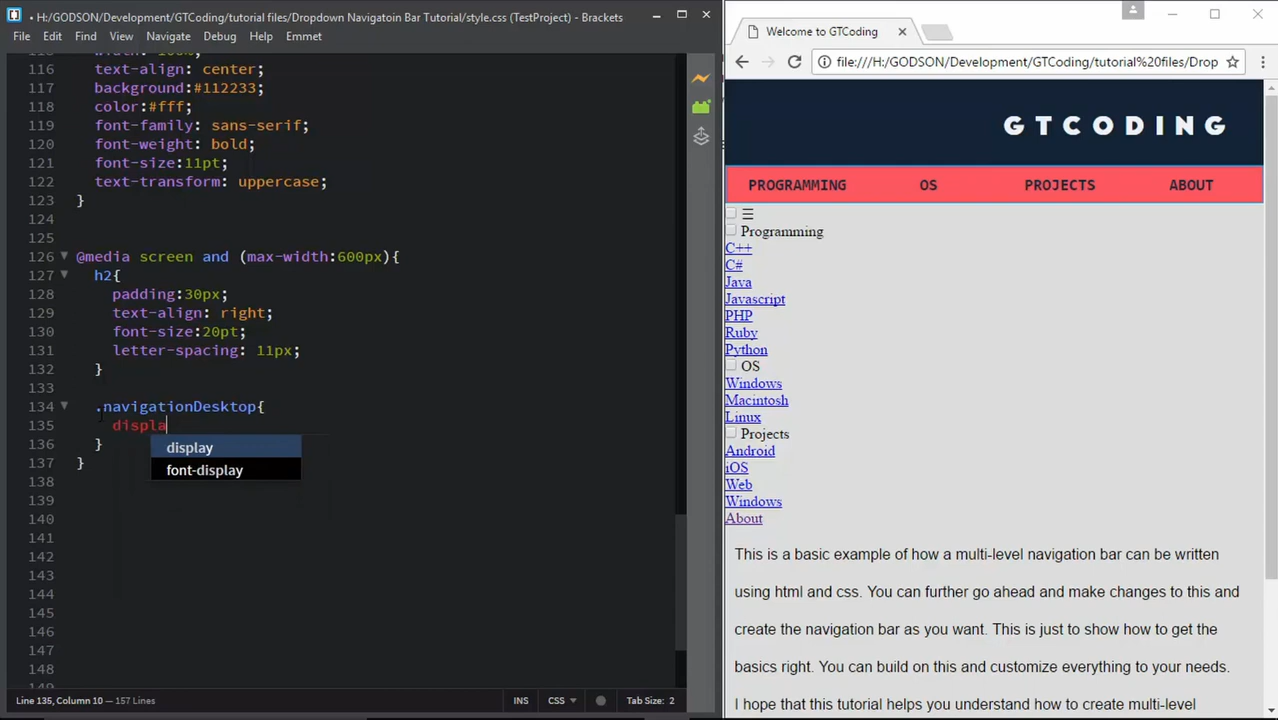 • H:/GODSON/Development/GTCoding/tutorial files/Dropdown Navigatoin Bar Tutorial/style.css (TestProject) - Brackets
File Edit Find View Navigate Debug Help Emmet
116 text-align: center;
117 background:#112233;
118 color:#fff;
119 font-family: sans-serif;
120 font-weight: bold;
121 font-size:11pt;
122 text-transform: uppercase;
123 }
124
125
126 @media screen and (max-width:600px){
127 h2{
128 padding:30px;
129 text-align: right;
130 font-size:20pt;
131 letter-spacing: 11px;
132 }
133
134 .navigationDesktop{
135 displa
display
font-display
136 }
137 }
138
139
140
141
142
143
144
145
146
147
148
Line 135, Column 10 — 157 Lines
INS CSS Tab Size: 2
Welcome to GTCoding
file:///H:/GODSON/Development/GTCoding/tutorial%20files/Drop
GTCODING
PROGRAMMING OS PROJECTS ABOUT
☰
Programming
C++
C#
Java
Javascript
PHP
Ruby
Python
OS
Windows
Macintosh
Linux
Projects
Android
iOS
Web
Windows
About
This is a basic example of how a multi-level navigation bar can be written
using html and css. You can further go ahead and make changes to this and
create the navigation bar as you want. This is just to show how to get the
basics right. You can build on this and customize everything to your needs.
I hope that this tutorial helps you understand how to create multi-level